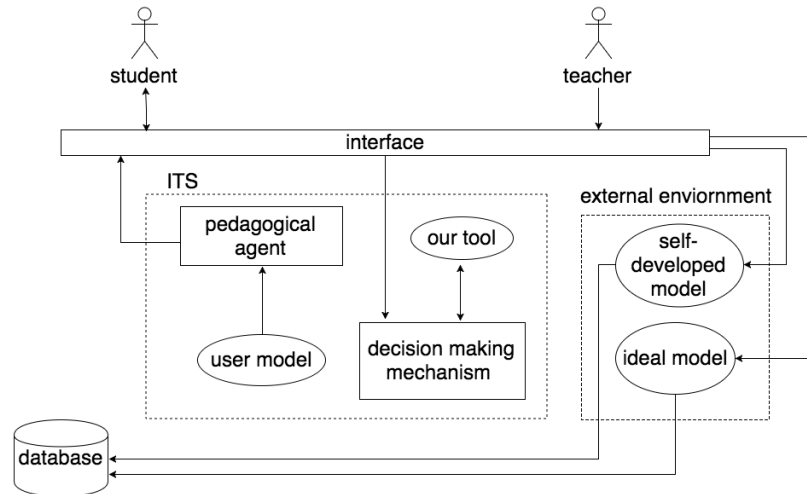 student
teacher
interface
ITS
external enviornment
pedagogical
agent
our tool
self-
developed
model
user model
decision making
mechanism
ideal model
database